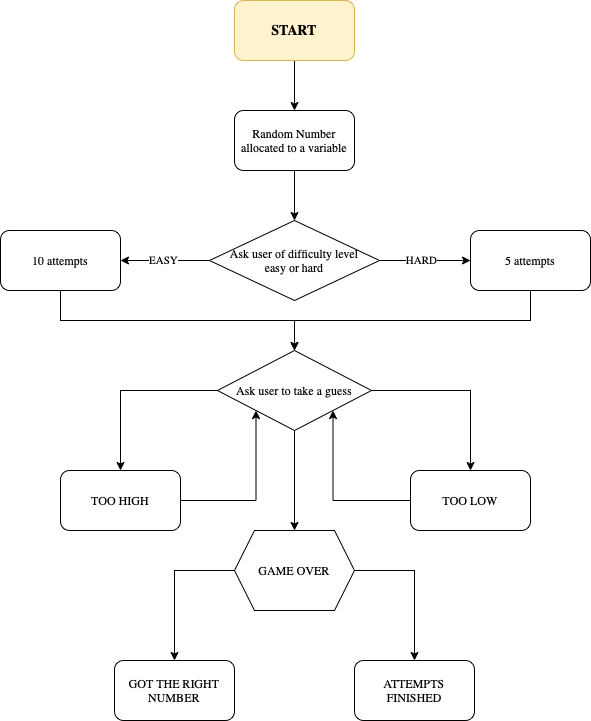 START
Random Number
allocated to a variable
Ask user of difficulty level
easy or hard
10 attempts
EASY
HARD
5 attempts
Ask user to take a guess
TOO HIGH
TOO LOW
GAME OVER
GOT THE RIGHT
NUMBER
ATTEMPTS
FINISHED